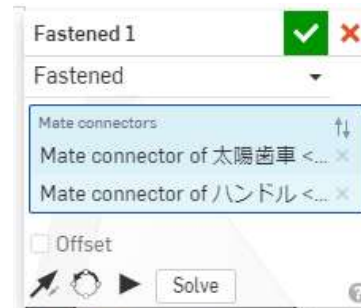 Fastened 1
Fastened
Mate connectors
Mate connector of 太陽歯車 <...
Mate connector of ハンドル <...
Offset
Solve